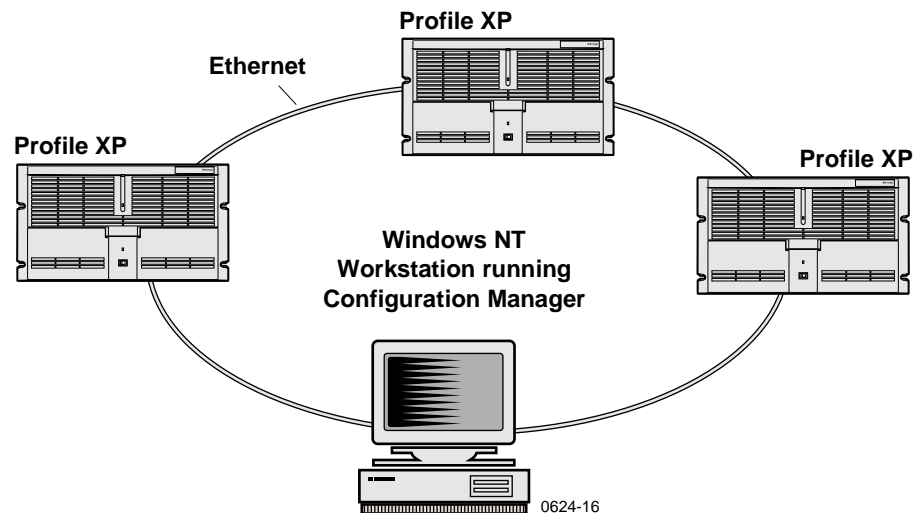 Profile XP
Ethernet
Profile XP
Profile XP
Windows NT
Workstation running
Configuration Manager
0624-16